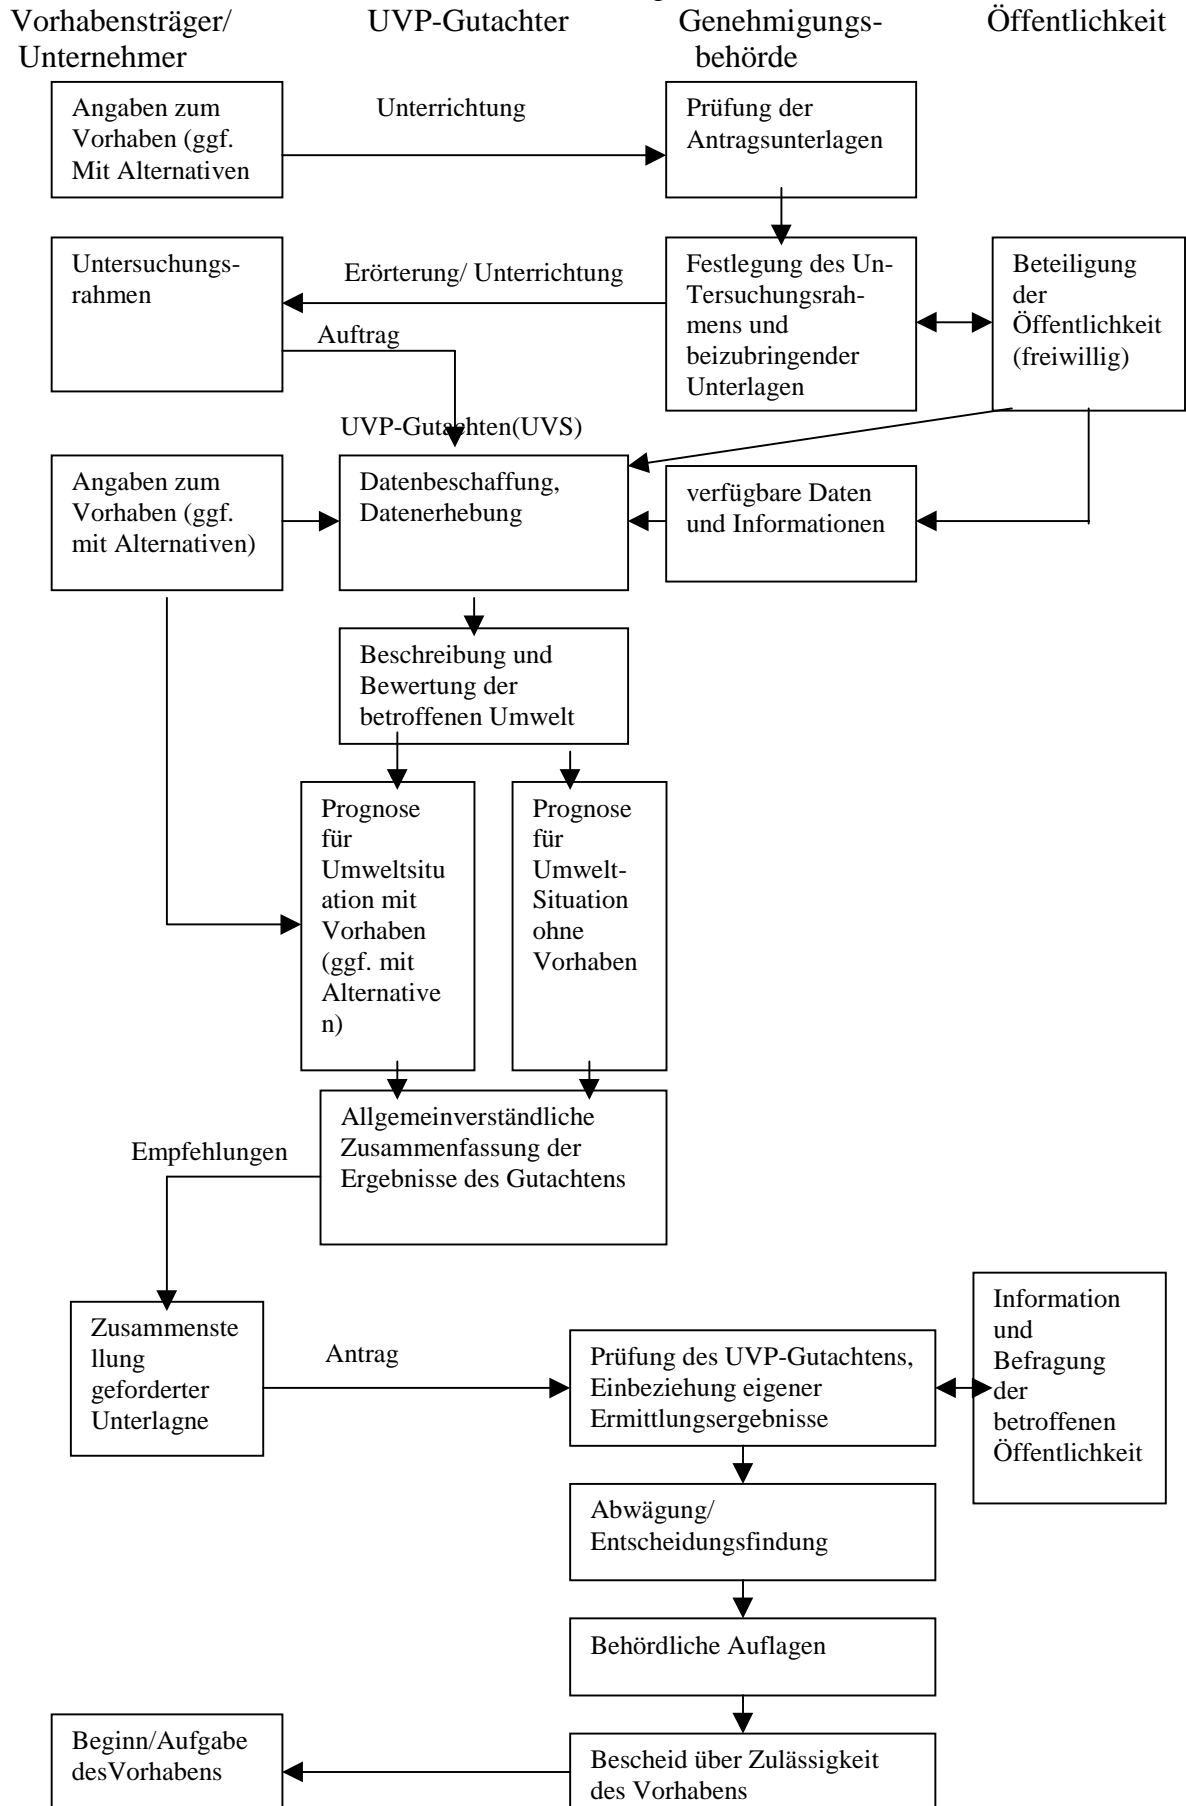 Vorhabensträger/
Unternehmer
UVP-Gutachter
Genehmigungs-
behörde
Öffentlichkeit
Angaben zum
Vorhaben (ggf.
Mit Alternativen
Unterrichtung
Prüfung der
Antragsunterlagen
Untersuchungs-
rahmen
Erörterung/ Unterrichtung
Festlegung des Un-
Tersuchungsrah-
mens und
beizubringender
Unterlagen
Beteiligung
der
Öffentlichkeit
(freiwillig)
Auftrag
UVP-Gutachten(UVS)
Angaben zum
Vorhaben (ggf.
mit Alternativen)
Datenbeschaffung,
Datenerhebung
verfügbare Daten
und Informationen
Beschreibung und
Bewertung der
betroffenen Umwelt
Prognose
für
Umweltsitu
ation mit
Vorhaben
(ggf. mit
Alternative
n)
Prognose
für
Umwelt-
Situation
ohne
Vorhaben
Allgemeinverständliche
Zusammenfassung der
Ergebnisse des Gutachtens
Empfehlungen
Zusammenste
llung
geforderter
Unterlagne
Antrag
Prüfung des UVP-Gutachtens,
Einbeziehung eigener
Ermittlungsergebnisse
Information
und
Befragung
der
betroffenen
Öffentlichkeit
Abwägung/
Entscheidungsfindung
Behördliche Auflagen
Beginn/Aufgabe
desVorhabens
Bescheid über Zulässigkeit
des Vorhabens